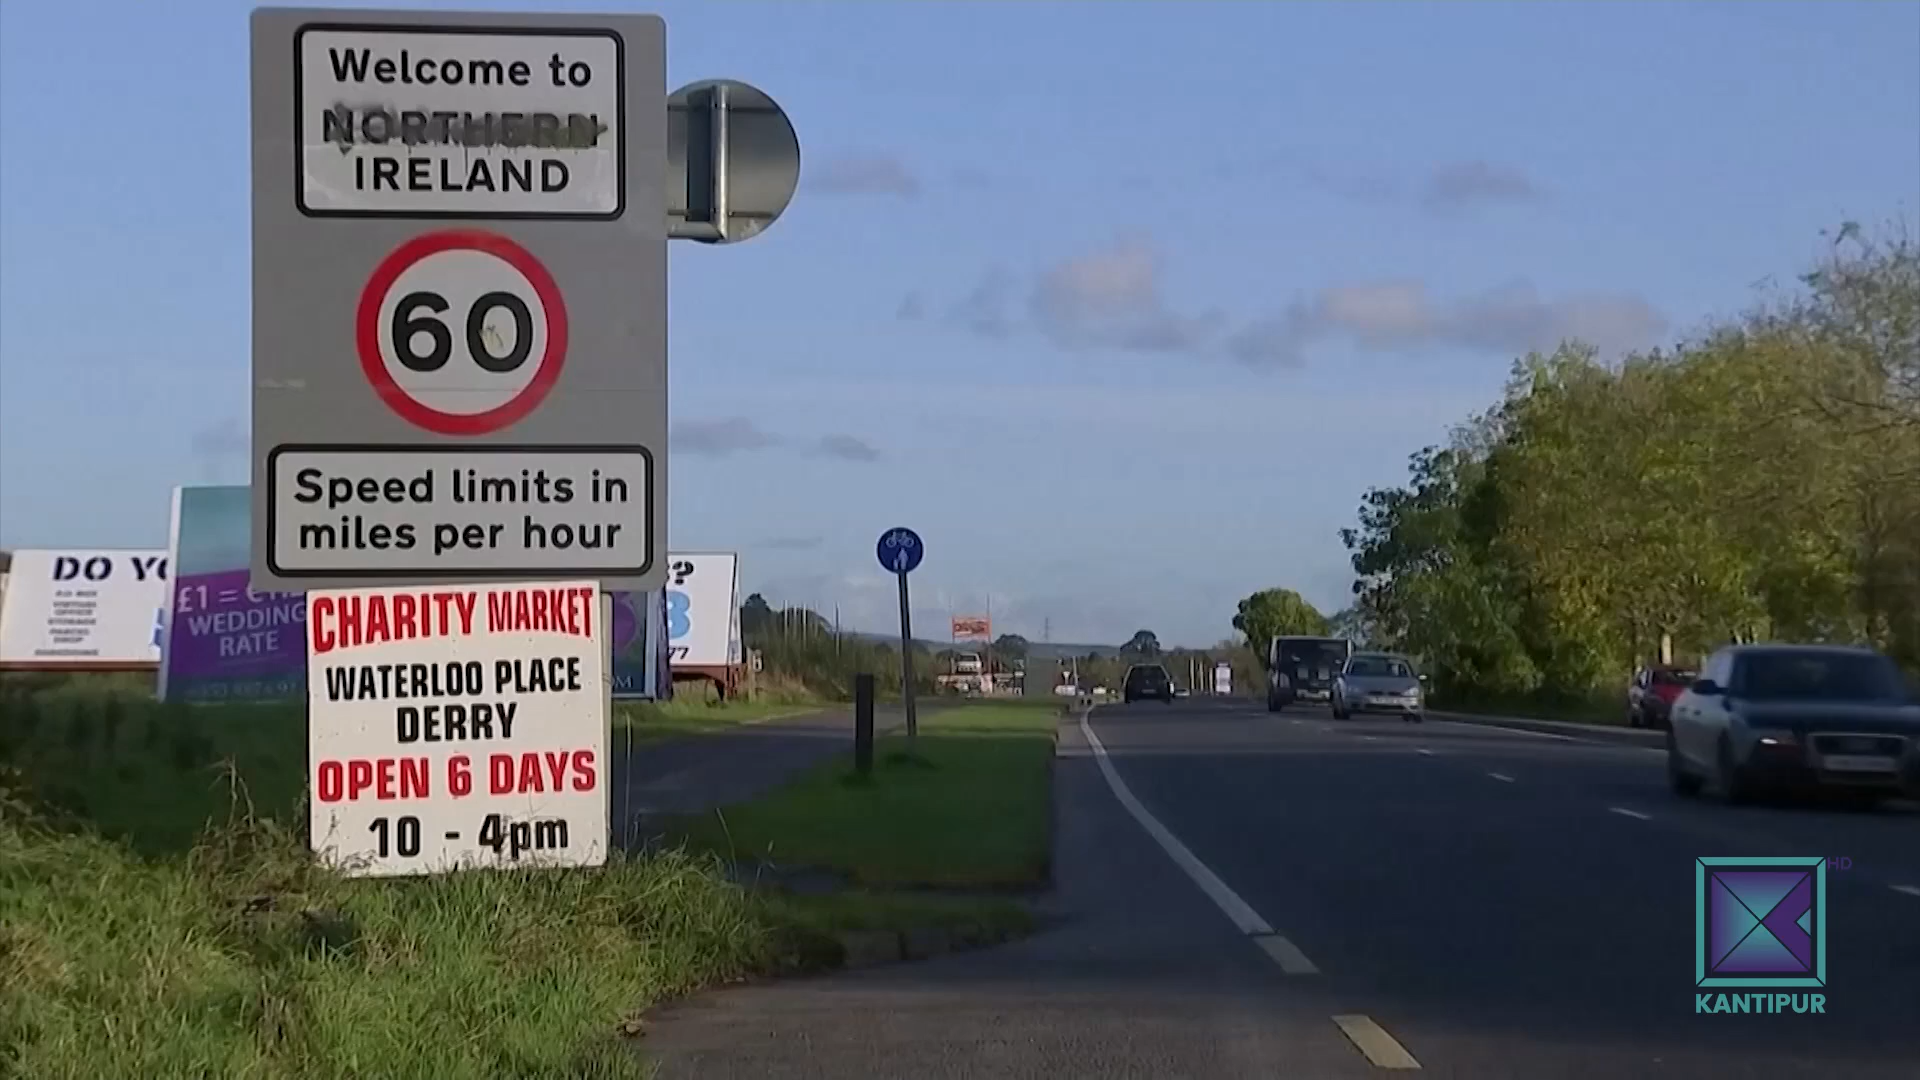 Welcome to
NORTHERN
IRELAND
60
Speed limits in
miles per hour
DO
£1 =
WEDDING
RATE
?
77
CHARITY MARKET
WATERLOO PLACE
DERRY
OPEN 6 DAYS
10 - 4pm
HD
KANTIPUR